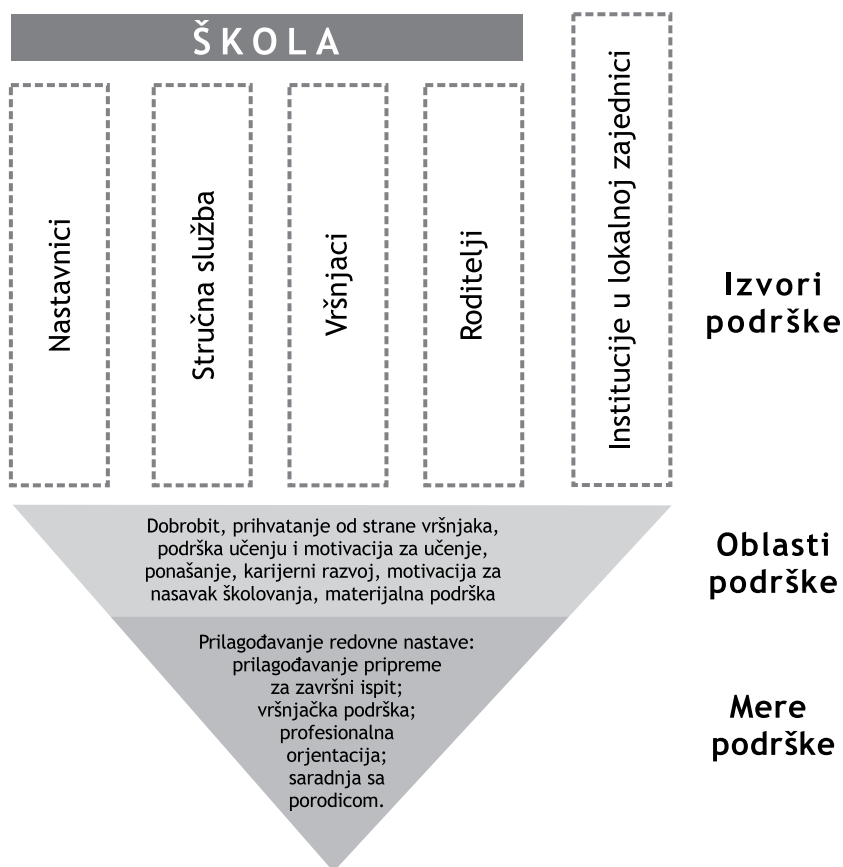 ŠKOLA
Nastavnici
Stručna služba
Vršnjaci
Roditelji
Institucije u lokalnoj zajednici
Izvori
podrške
Dobrobit, prihvatanje od strane vršnjaka,
podrška učenju i motivacija za učenje,
ponašanje, karijerni razvoj, motivacija za
nasavak školovanja, materijalna podrška
Oblasti
podrške
Prilagođavanje redovne nastave:
prilagođavanje pripreme
za završni ispit;
vršnjačka podrška;
profesionalna
orjentacija;
saradnja sa
porodicom.
Mere
podrške